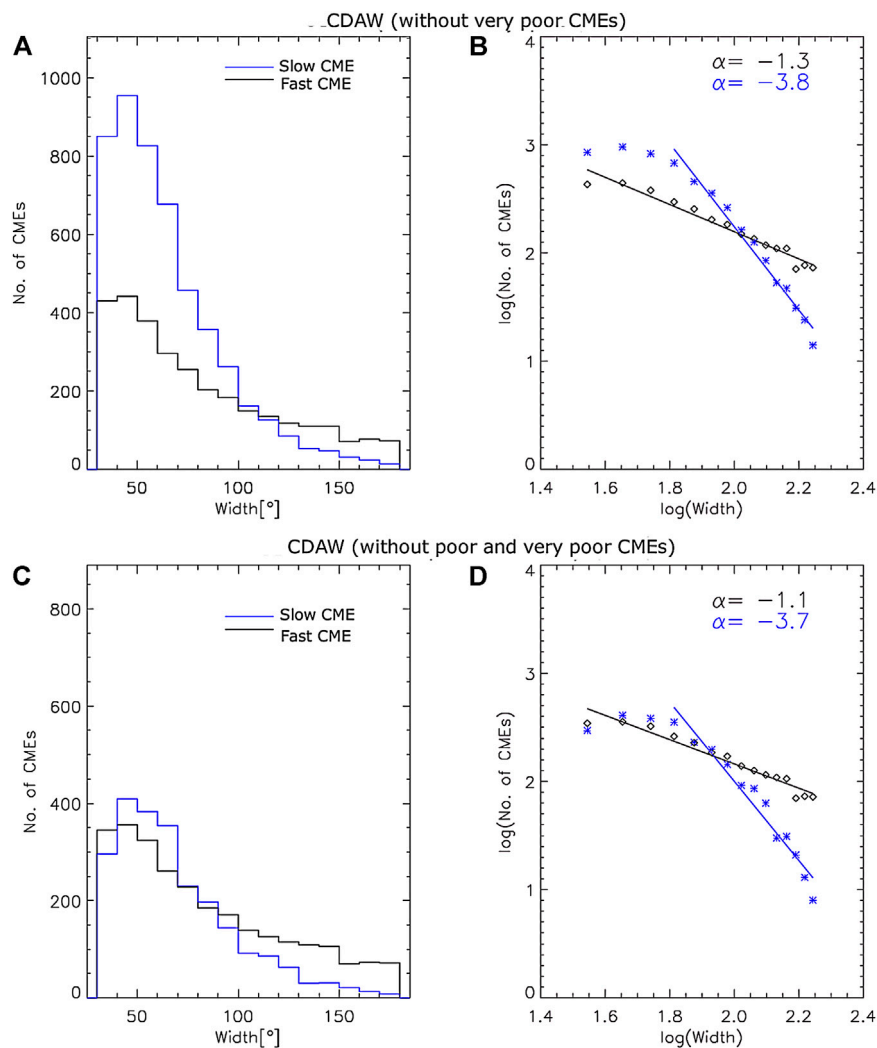 CDAW (without very poor CMEs)
A
Slow CME
Fast CME
1000
800
600
400
200
0
No. of CMEs
50
100
150
Width[°]
B
α= −1.3
α= −3.8
4
3
2
1
0
log(No. of CMEs)
1.4
1.6
1.8
2.0
2.2
2.4
log(Width)
CDAW (without poor and very poor CMEs)
C
Slow CME
Fast CME
800
600
400
200
0
No. of CMEs
50
100
150
Width[°]
D
α= −1.1
α= −3.7
4
3
2
1
0
log(No. of CMEs)
1.4
1.6
1.8
2.0
2.2
2.4
log(Width)